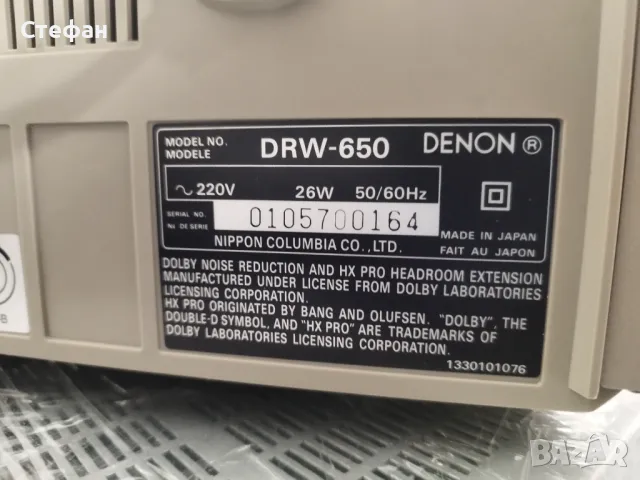 Стефан
MODEL NO.
MODELE
DRW-650
DENON ®
~ 220V 26W 50/60Hz
SERIAL NO.
No. DE SERIE
0105700164
MADE IN JAPAN
FAIT AU JAPON
NIPPON COLUMBIA CO., LTD.
DOLBY NOISE REDUCTION AND HX PRO HEADROOM EXTENSION
MANUFACTURED UNDER LICENSE FROM DOLBY LABORATORIES
LICENSING CORPORATION.
HX PRO ORIGINATED BY BANG AND OLUFSEN. "DOLBY", THE
DOUBLE-D SYMBOL, AND "HX PRO" ARE TRADEMARKS OF
DOLBY LABORATORIES LICENSING CORPORATION.
1330101076
BAZAR